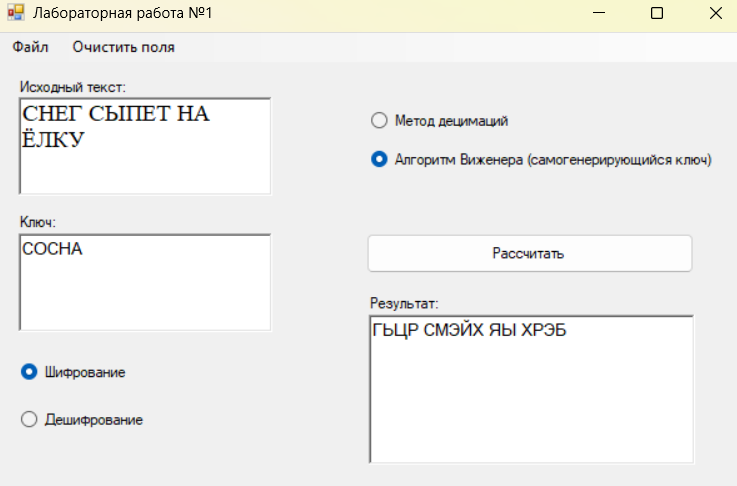 Лабораторная работа №1
Файл Очистить поля
Исходный текст:
СНЕГ СЫПЕТ НА
ЁЛКУ
Метод децимаций
Алгоритм Виженера (самогенерирующийся ключ)
Ключ:
СОСНА
Рассчитать
Результат:
ГЬЦР СМЭЙХ ЯЫ ХРЭБ
Шифрование
Дешифрование